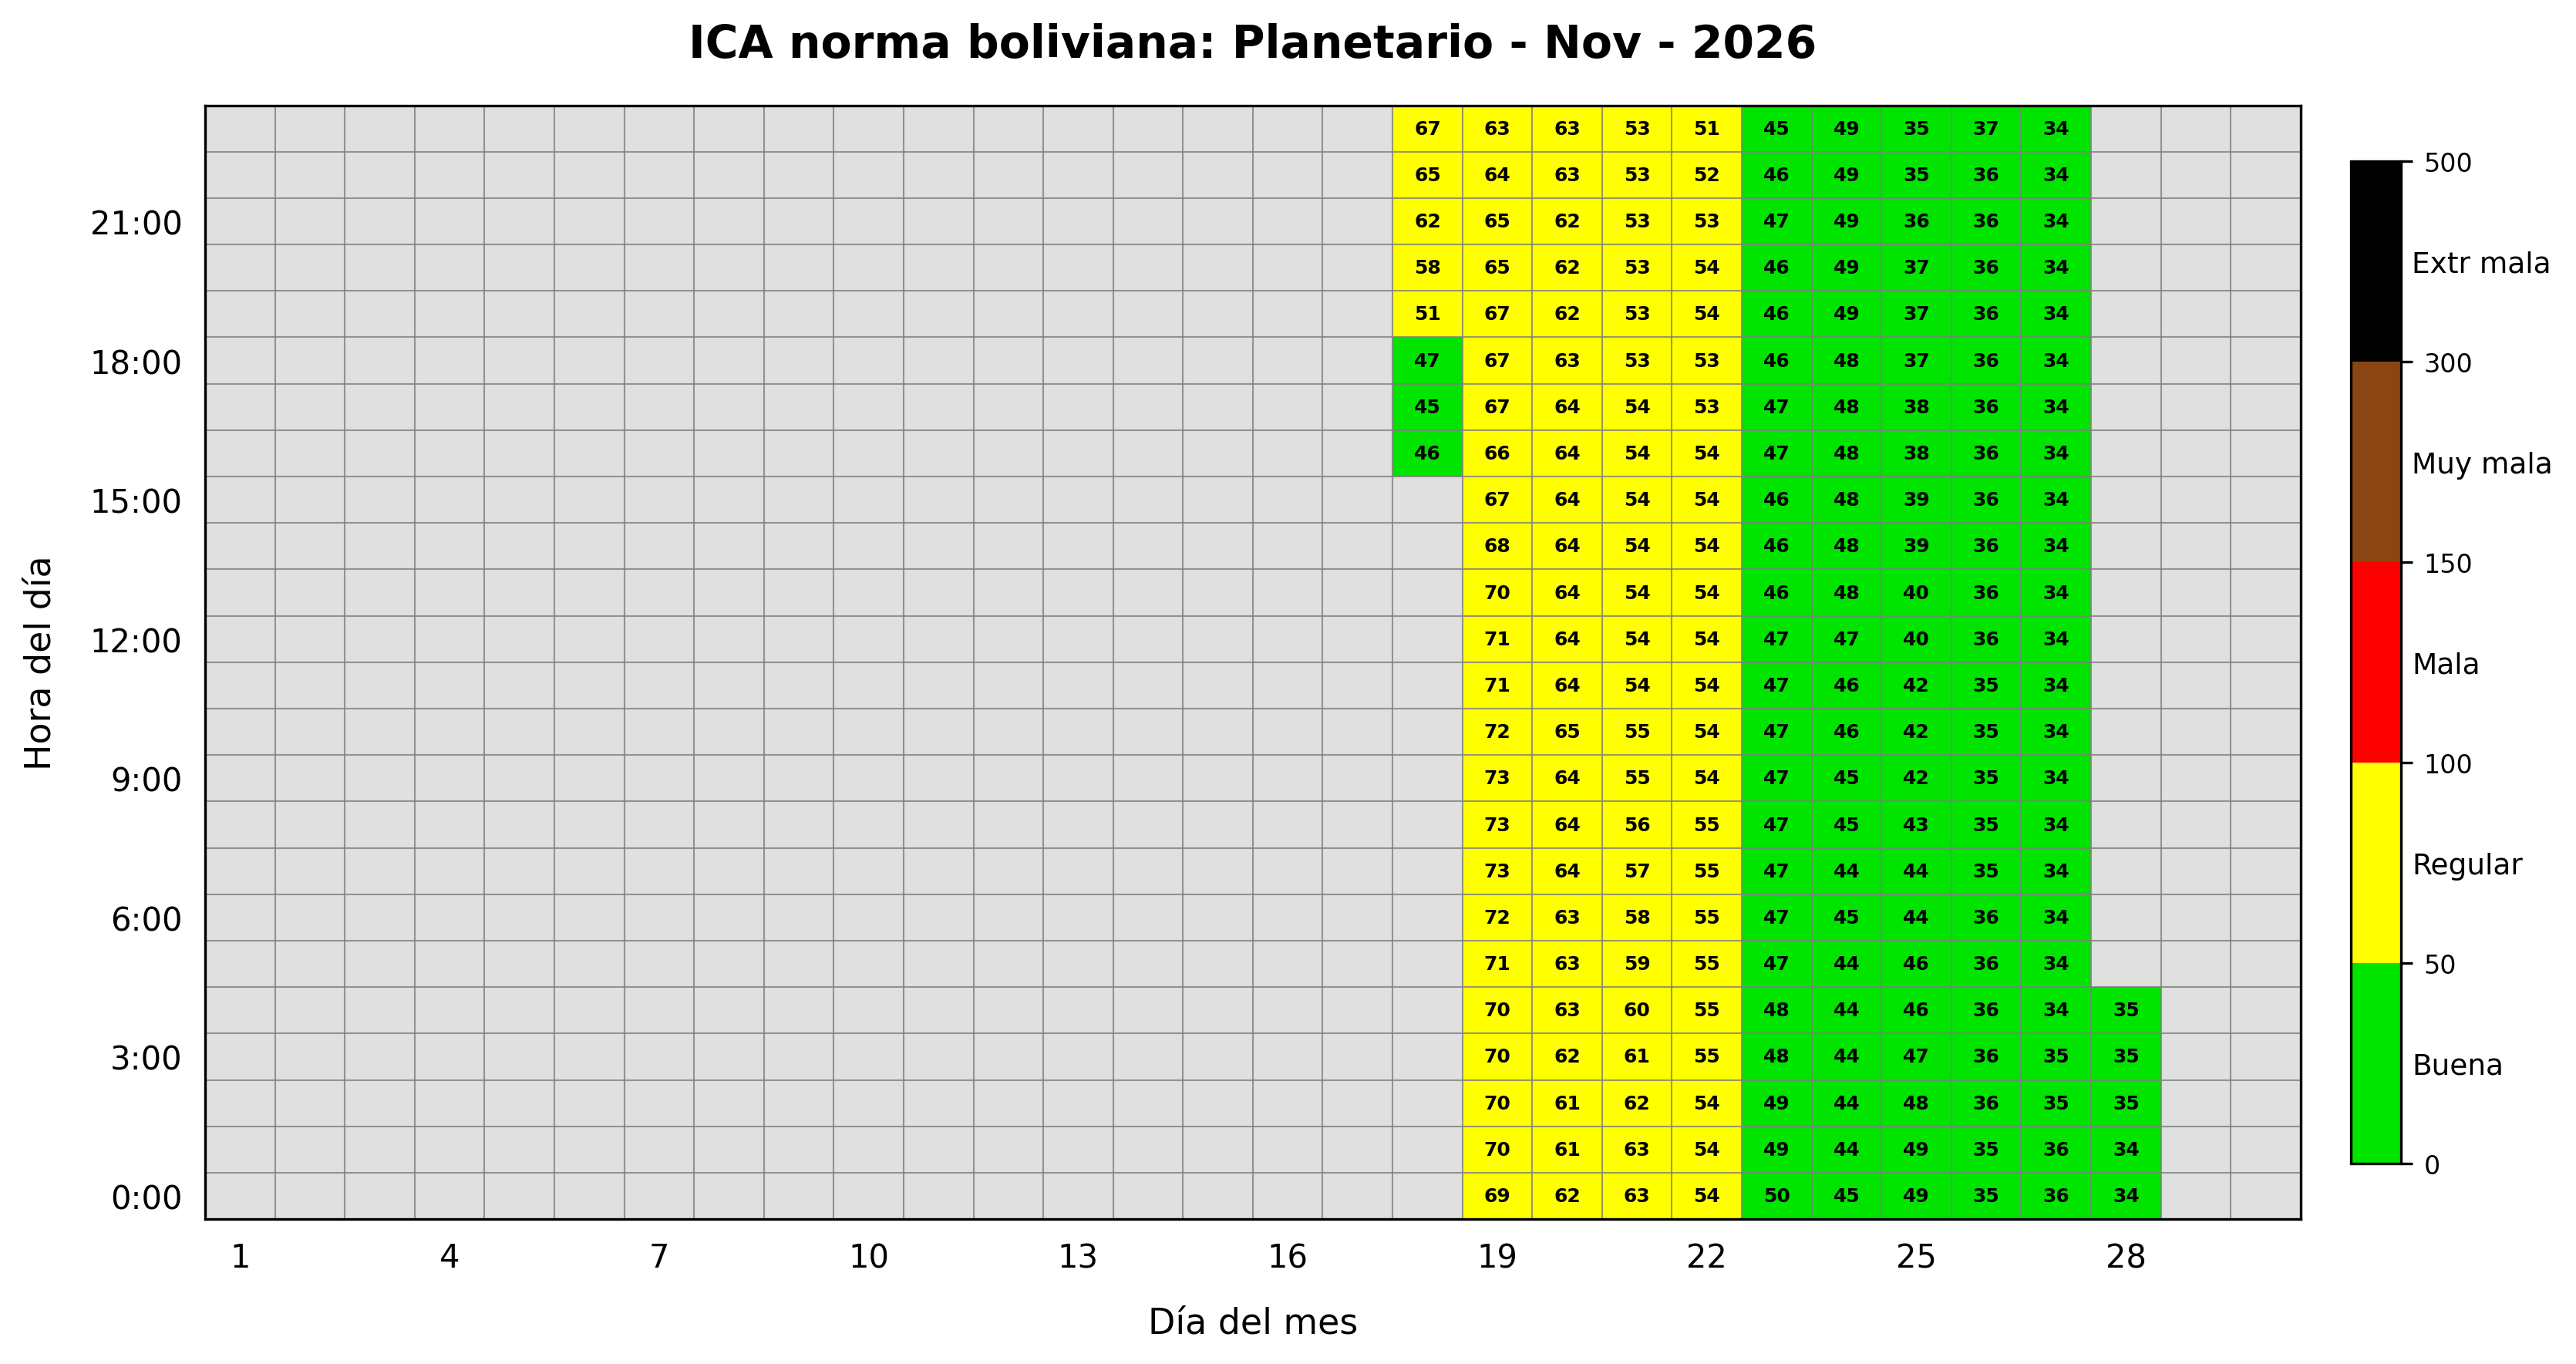 ICA norma boliviana: Planetario - Nov - 2026
67 63 63 53 51 45 49 35 37 34
65 64 63 53 52 46 49 35 36 34
21:00 62 65 62 53 53 47 49 36 36 34
58 65 62 53 54 46 49 37 36 34
51 67 62 53 54 46 49 37 36 34
18:00 47 67 63 53 53 46 48 37 36 34
45 67 64 54 53 47 48 38 36 34
46 66 64 54 54 47 48 38 36 34
15:00 67 64 54 54 46 48 39 36 34
68 64 54 54 46 48 39 36 34
70 64 54 54 46 48 40 36 34
12:00 71 64 54 54 47 47 40 36 34
71 64 54 54 47 46 42 35 34
72 65 55 54 47 46 42 35 34
9:00 73 64 55 54 47 45 42 35 34
73 64 56 55 47 45 43 35 34
73 64 57 55 47 44 44 35 34
6:00 72 63 58 55 47 45 44 36 34
71 63 59 55 47 44 46 36 34
70 63 60 55 48 44 46 36 34 35
3:00 70 62 61 55 48 44 47 36 35 35
70 61 62 54 49 44 48 36 35 35
70 61 63 54 49 44 49 35 36 34
0:00 69 62 63 54 50 45 49 35 36 34
1 4 7 10 13 16 19 22 25 28
Día del mes
Hora del día
500
Extr mala
300
Muy mala
150
Mala
100
Regular
50
Buena
0